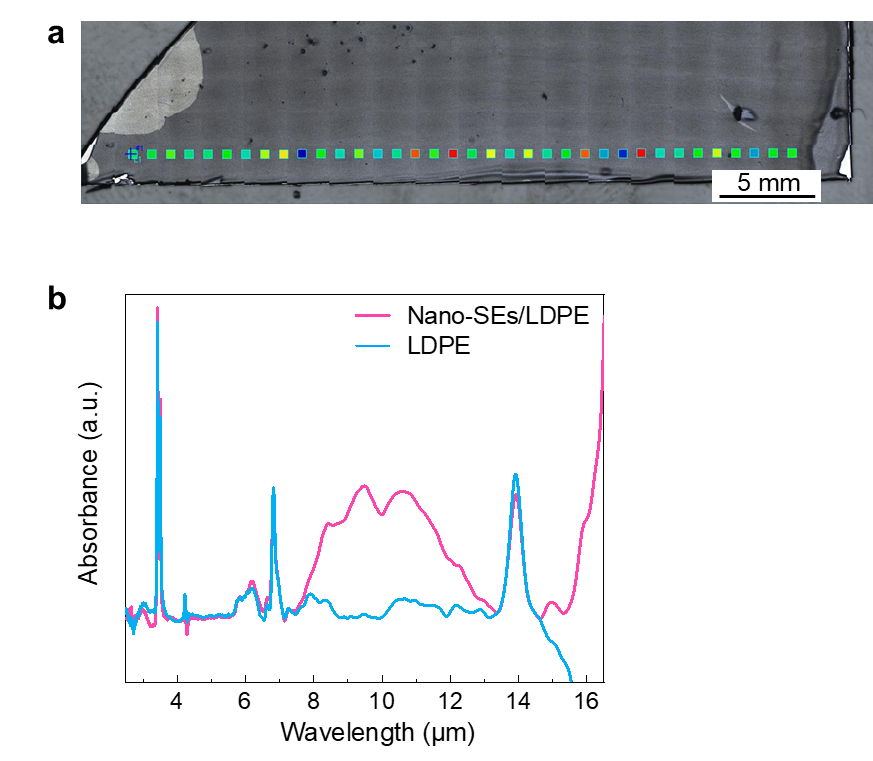 a
5 mm
b
Nano-SEs/LDPE
LDPE
Absorbance (a.u.)
4 6 8 10 12 14 16
Wavelength (µm)